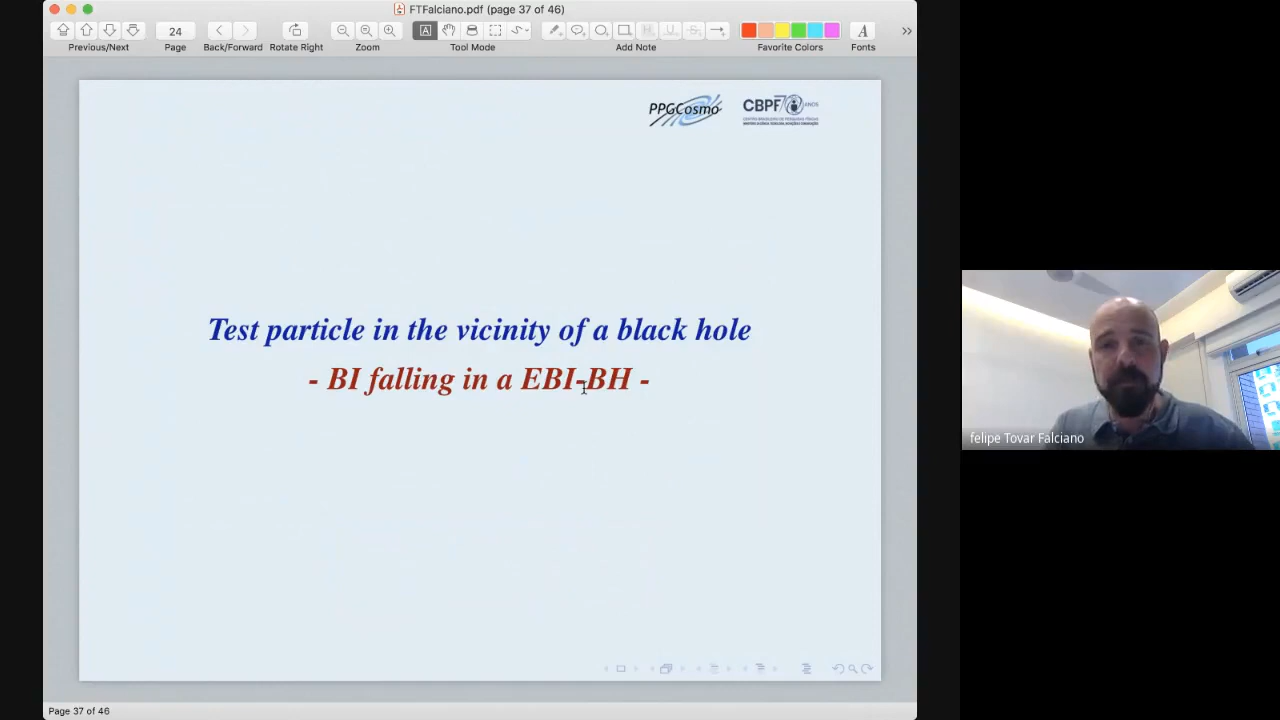 FTFalciano.pdf (page 37 of 46)
24
Previous/Next
Page
Back/Forward
Rotate Right
Zoom
Tool Mode
Add Note
Favorite Colors
Fonts
PPGCosmo
CBPF 70 ANOS
Test particle in the vicinity of a black hole
- BI falling in a EBI-BH -
felipe Tovar Falciano
Page 37 of 46